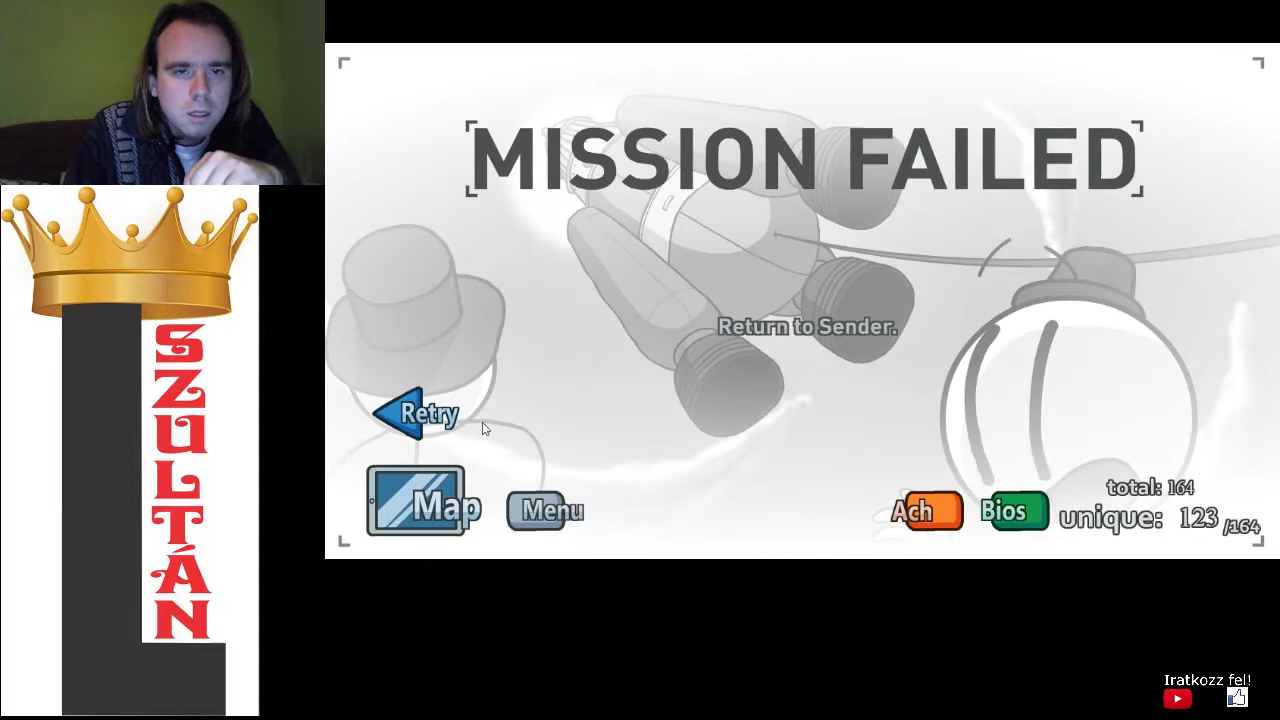 MISSION FAILED
Return to Sender.
Retry
Map
Menu
Ach
Bios
total: 164
unique: 123 /164
L
SZULTÁN
Iratkozz fel!